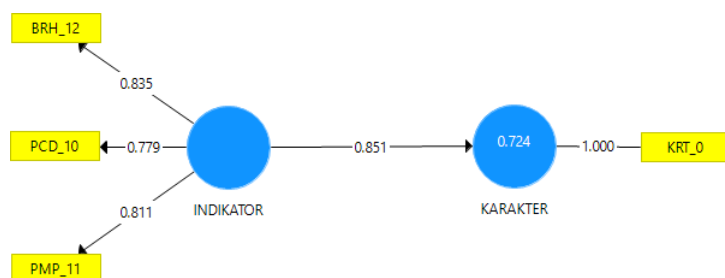 BRH_12
0.835
PCD_10
0.779
0.851
0.724
1.000
KRT_0
0.811
INDIKATOR
KARAKTER
PMP_11